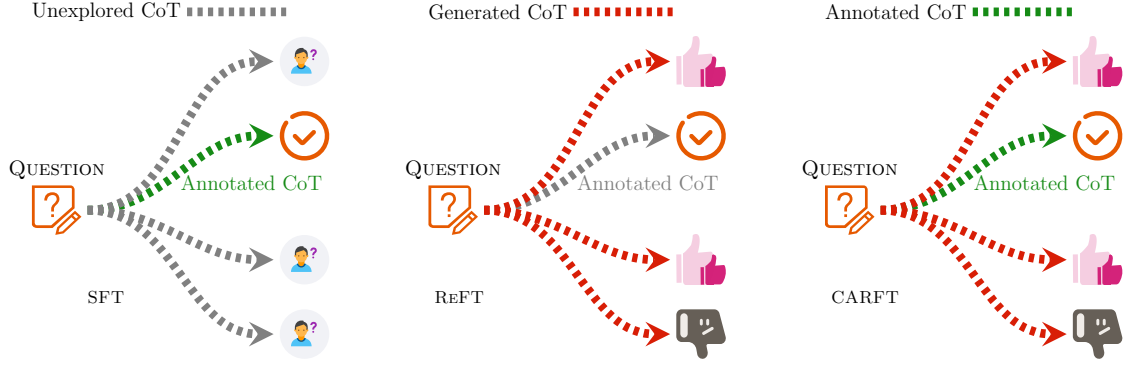 Unexplored CoT
Generated CoT
Annotated CoT
QUESTION
Annotated CoT
SFT
QUESTION
Annotated CoT
REFT
QUESTION
Annotated CoT
CARFT